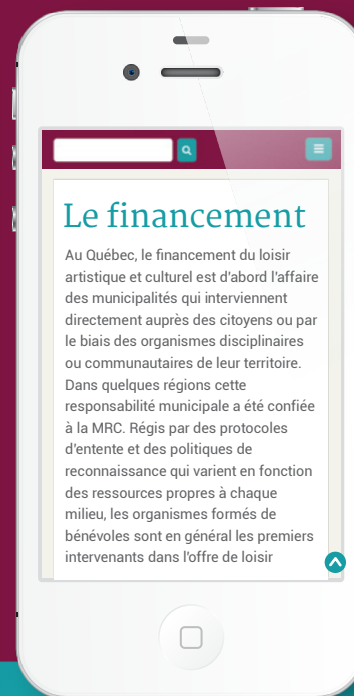 Le financement
Au Québec, le financement du loisir
artistique et culturel est d'abord l'affaire
des municipalités qui interviennent
directement auprès des citoyens ou par
le biais des organismes disciplinaires
ou communautaires de leur territoire.
Dans quelques régions cette
responsabilité municipale a été confiée
à la MRC. Régis par des protocoles
d'entente et des politiques de
reconnaissance qui varient en fonction
des ressources propres à chaque
milieu, les organismes formés de
bénévoles sont en général les premiers
intervenants dans l'offre de loisir